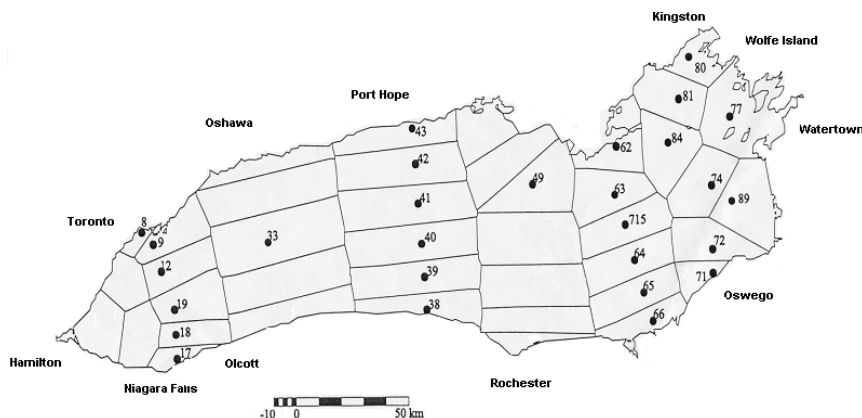 Kingston
Wolfe Island
80
Port Hope
81
77
Oshawa
43
Watertown
62
84
42
49
74
63
41
89
Toronto
8
9
33
715
40
72
12
64
39
71
65
Oswego
19
38
66
18
17
Hamilton
Olcott
Niagara Falls
Rochester
-10 0 50 km